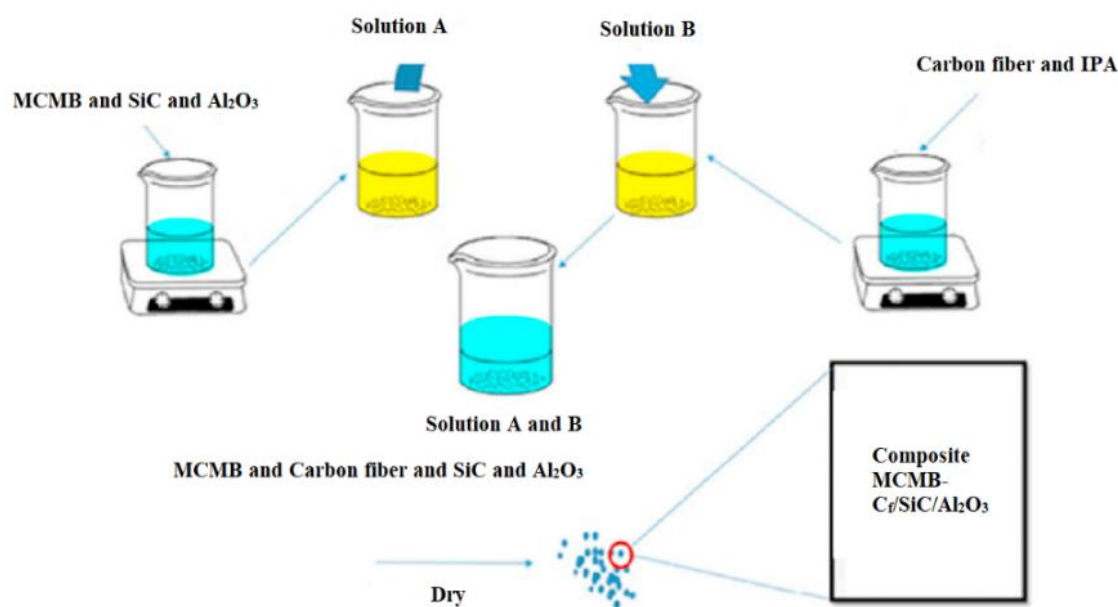 Solution A
Solution B
Carbon fiber and IPA
MCMB and SiC and Al₂O₃
Solution A and B
MCMB and Carbon fiber and SiC and Al₂O₃
Composite
MCMB-
Cf/SiC/Al₂O₃
Dry